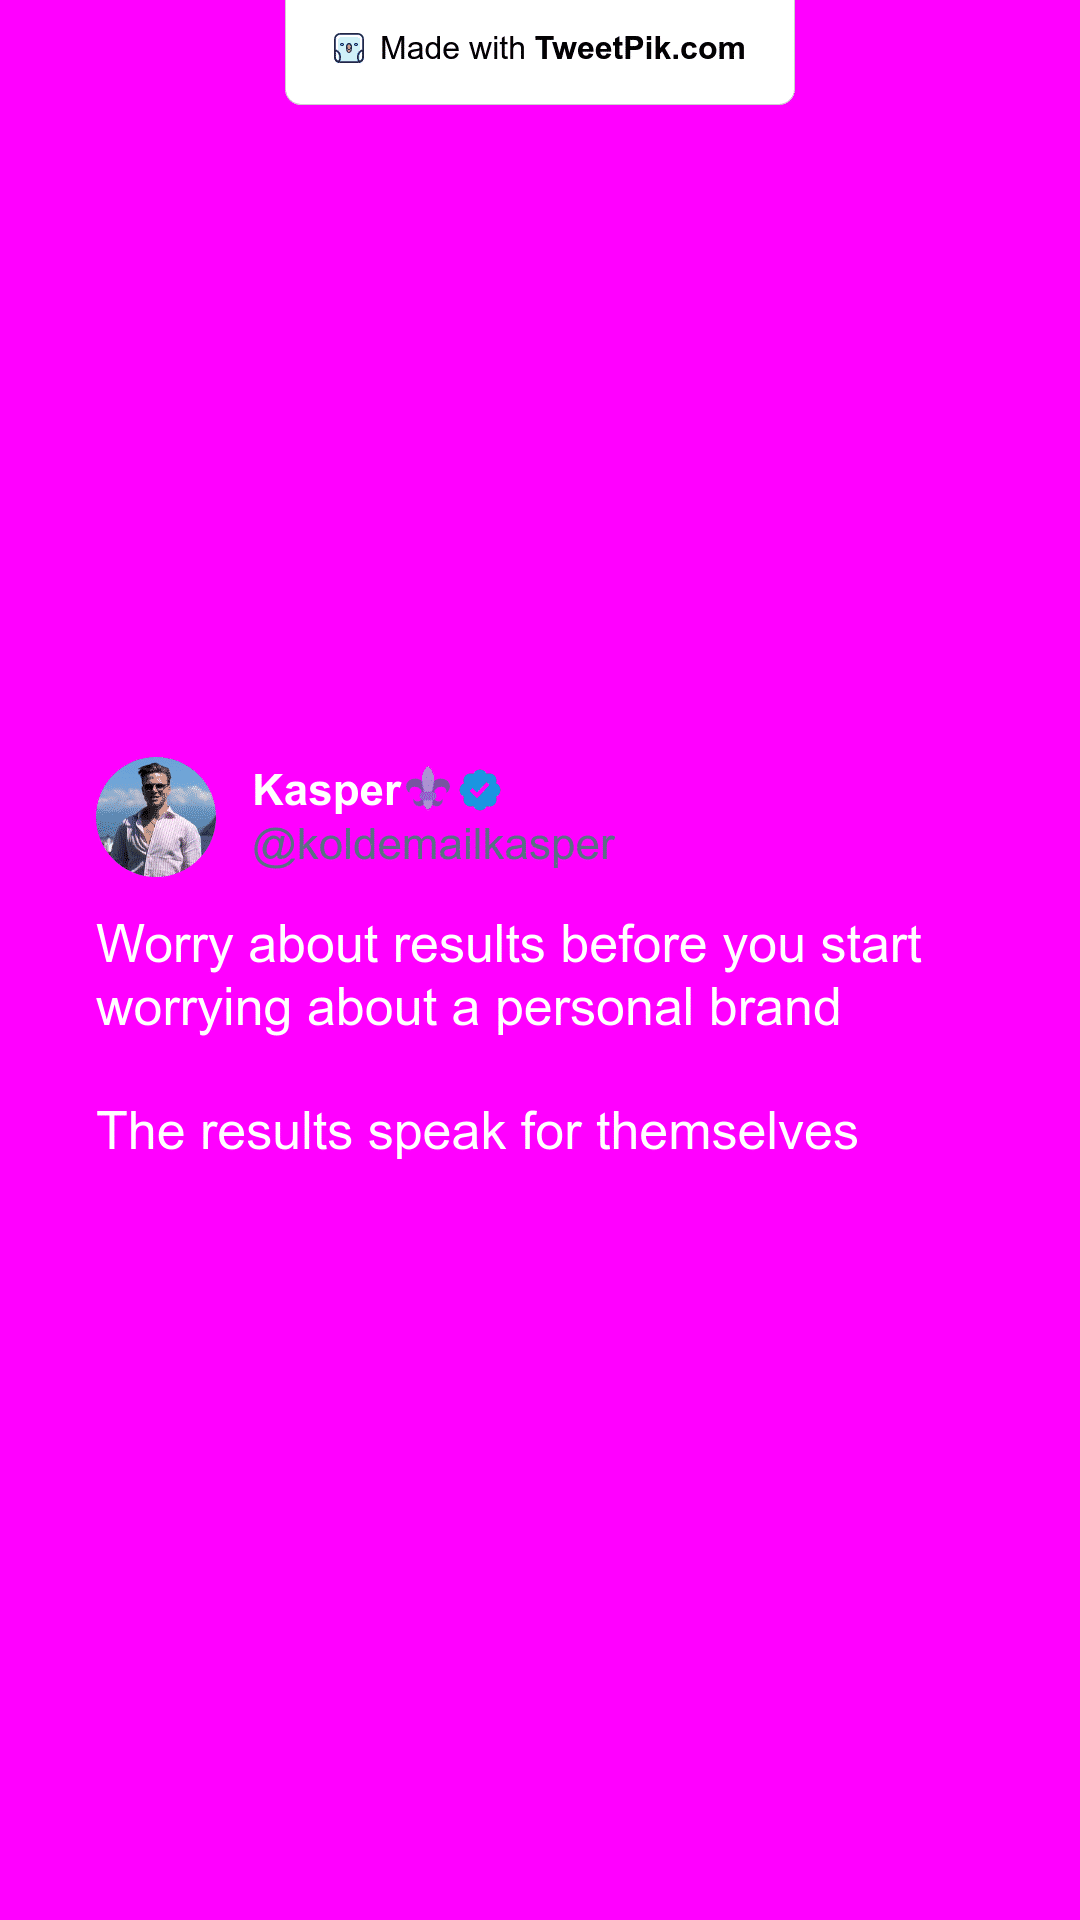 Made with TweetPik.com
Kasper⚜️
@koldemailkasper
Worry about results before you start
worrying about a personal brand
The results speak for themselves